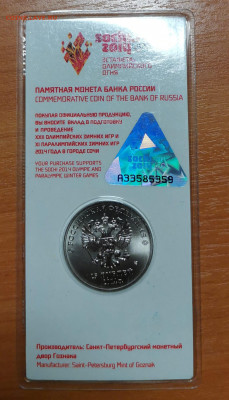 sochi
2014
ЭСТАФЕТА
ОЛИМПИЙСКОГО
ОГНЯ
ПАМЯТНАЯ МОНЕТА БАНКА РОССИИ
COMMEMORATIVE COIN OF THE BANK OF RUSSIA
ПОКУПАЯ ОФИЦИАЛЬНУЮ ПРОДУКЦИЮ,
ВЫ ВНОСИТЕ ВКЛАД В ПОДГОТОВКУ
И ПРОВЕДЕНИЕ
XXII ОЛИМПИЙСКИХ ЗИМНИХ ИГР И
XI ПАРАЛИМПИЙСКИХ ЗИМНИХ ИГР
2014 ГОДА В ГОРОДЕ СОЧИ
YOUR PURCHASE SUPPORTS
THE SOCHI 2014 OLYMPIC AND
PARALYMPIC WINTER GAMES
A33585959
25 РУБЛЕЙ
Производитель: Санкт-Петербургский монетный
двор Гознака
Manufacturer: Saint-Petersburg Mint of Goznak